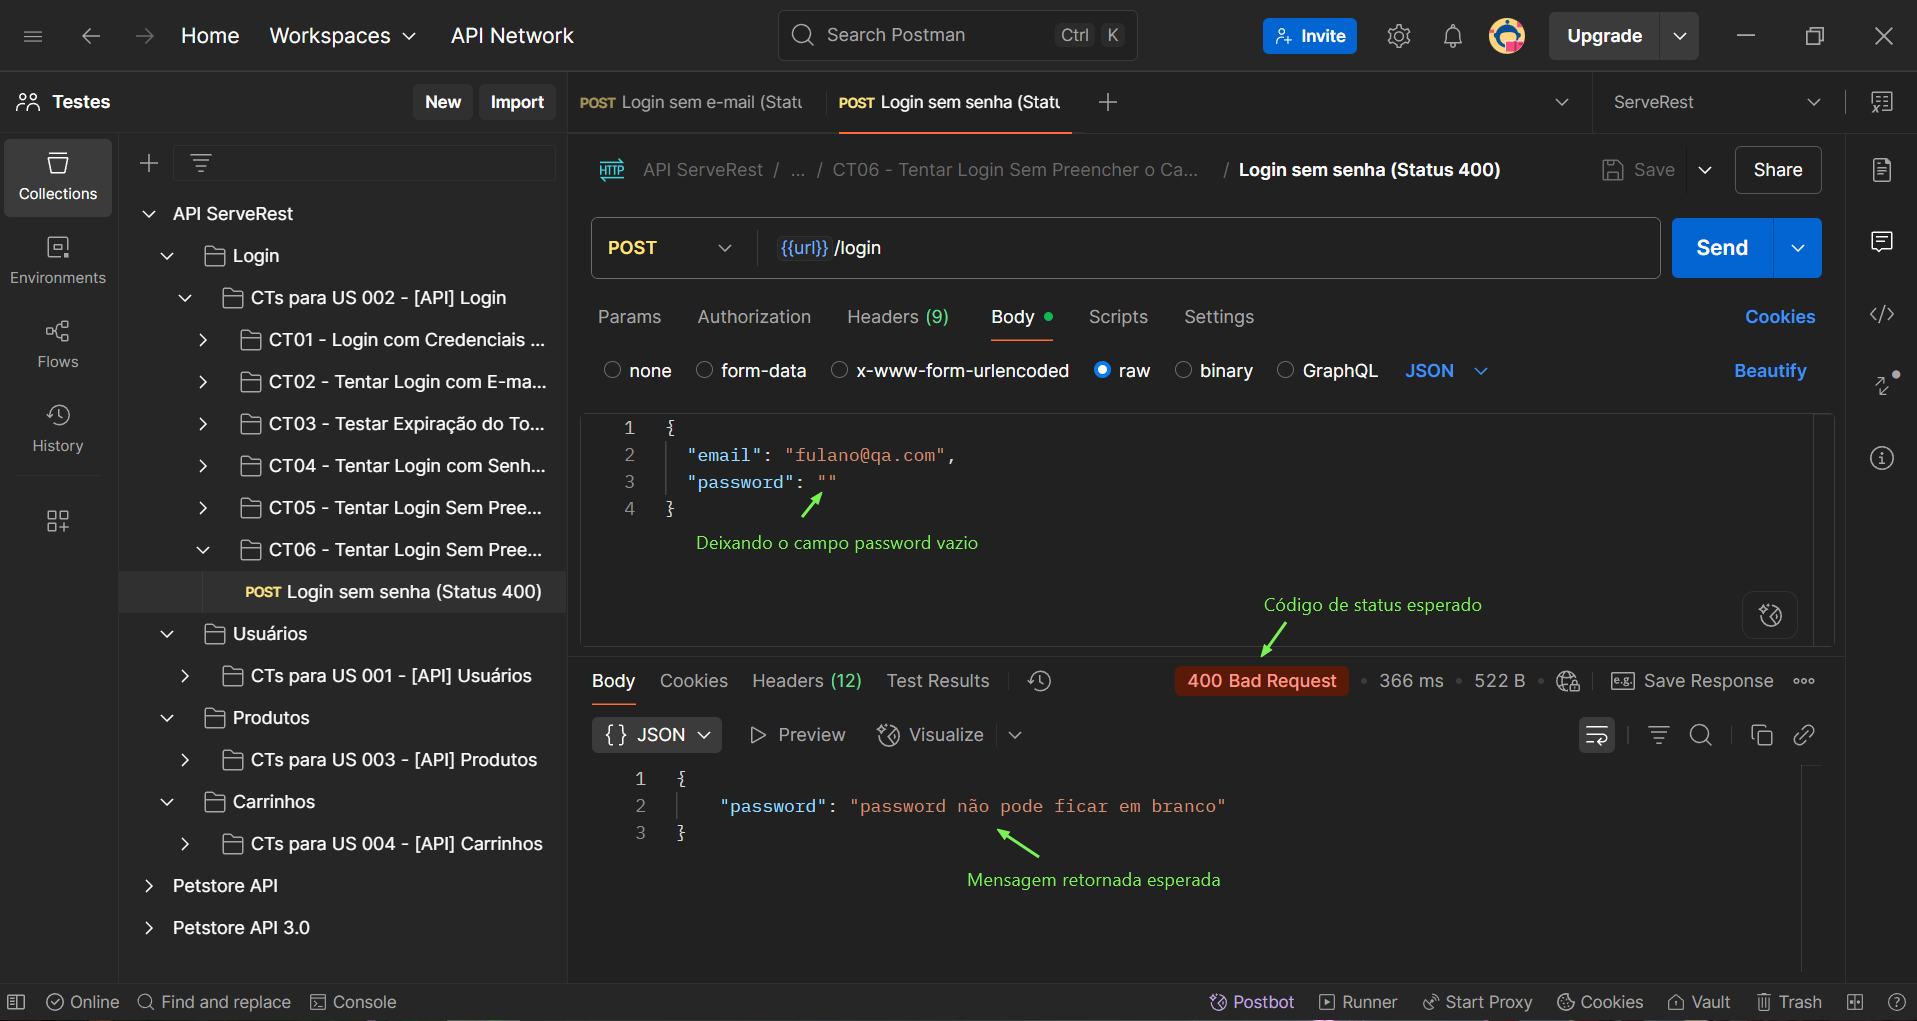 Home Workspaces API Network Search Postman Ctrl K Invite Upgrade
Testes New Import POST Login sem e-mail (Statu POST Login sem senha (Statu ServeRest
Collections
Environments
Flows
History
API ServeRest
Login
CTs para US 002 - [API] Login
CT01 - Login com Credenciais ...
CT02 - Tentar Login com E-ma...
CT03 - Testar Expiração do To...
CT04 - Tentar Login com Senh...
CT05 - Tentar Login Sem Pree...
CT06 - Tentar Login Sem Pree...
POST Login sem senha (Status 400)
Usuários
CTs para US 001 - [API] Usuários
Produtos
CTs para US 003 - [API] Produtos
Carrinhos
CTs para US 004 - [API] Carrinhos
Petstore API
Petstore API 3.0
HTTP API ServeRest / ... / CT06 - Tentar Login Sem Preencher o Ca... / Login sem senha (Status 400) Save Share
POST {{url}} /login Send
Params Authorization Headers (9) Body Scripts Settings Cookies
none form-data x-www-form-urlencoded raw binary GraphQL JSON Beautify
1 {
2 "email": "fulano@qa.com",
3 "password": ""
4 }
Deixando o campo password vazio
Código de status esperado
Body Cookies Headers (12) Test Results 400 Bad Request • 366 ms • 522 B • e.g. Save Response
{} JSON Preview Visualize
1 {
2 "password": "password não pode ficar em branco"
3 }
Mensagem retornada esperada
Online Find and replace Console Postbot Runner Start Proxy Cookies Vault Trash